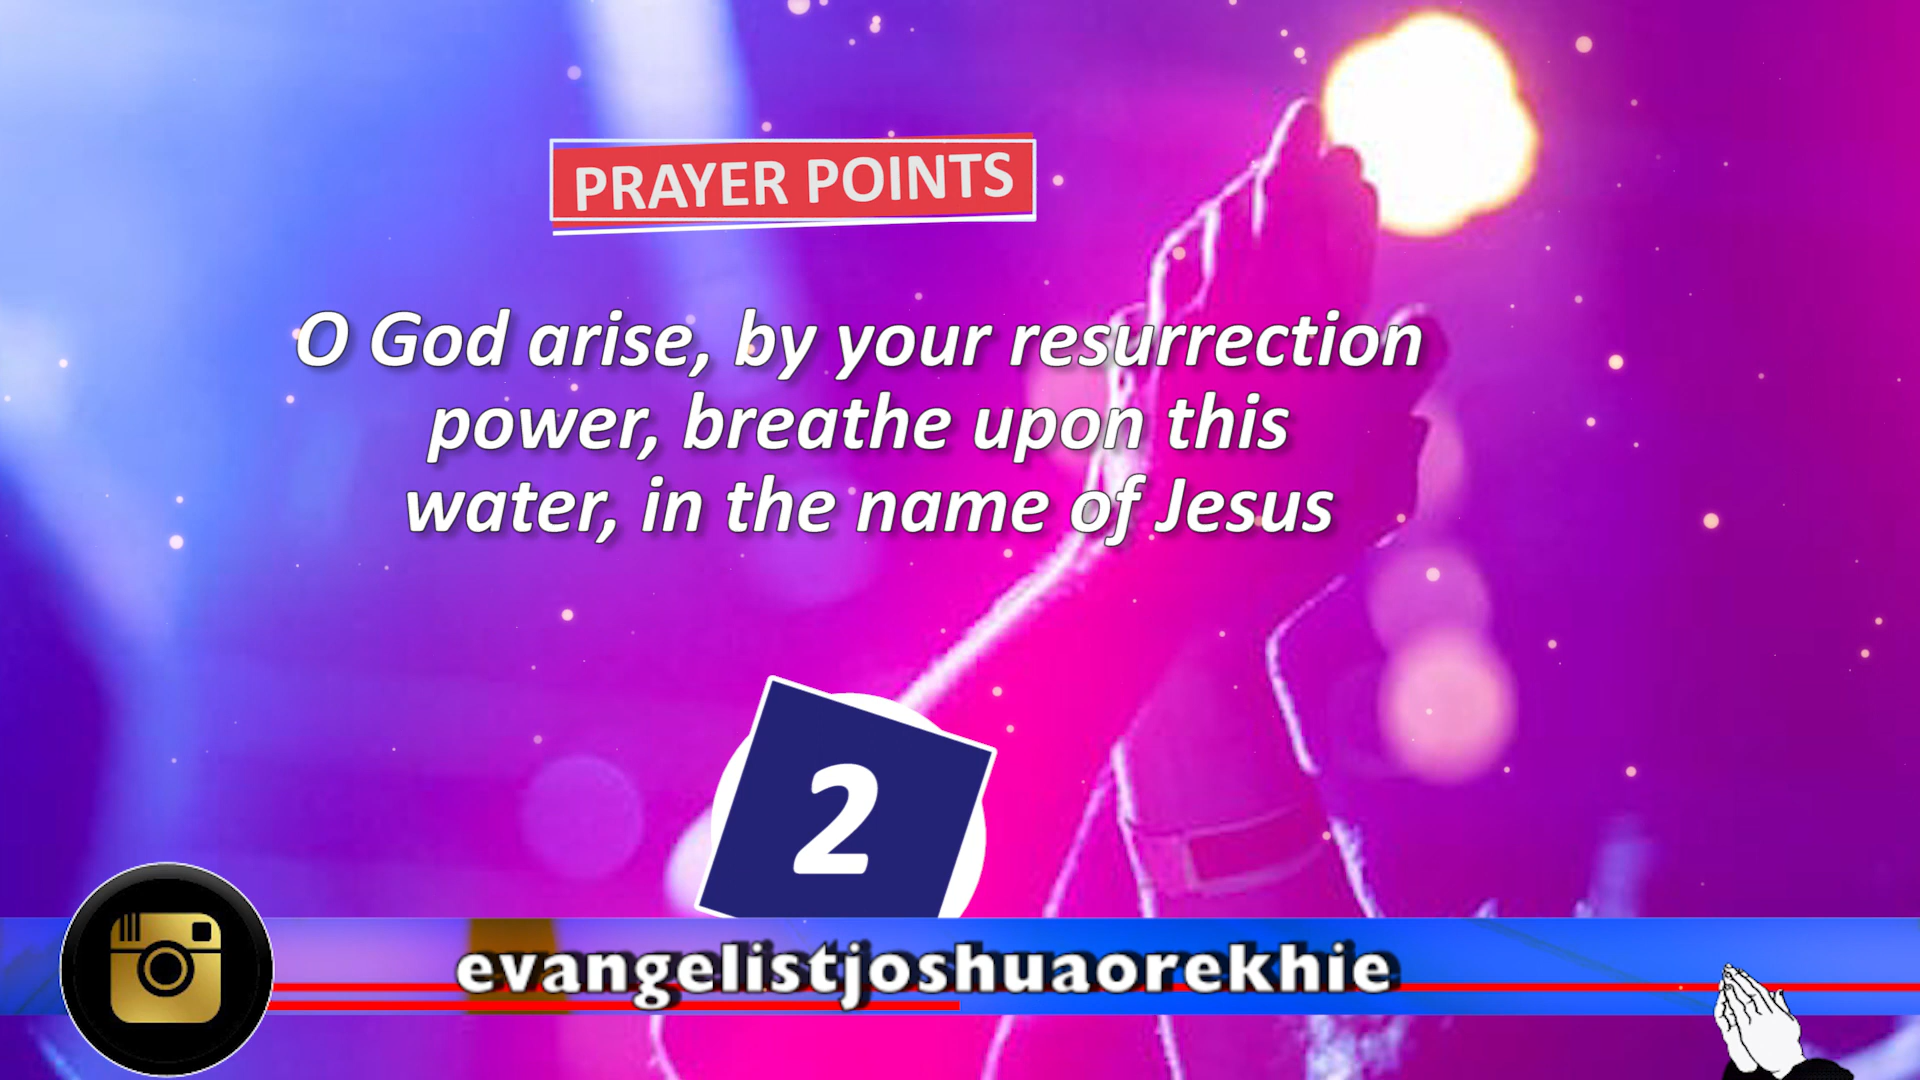 PRAYER POINTS
O God arise, by your resurrection
power, breathe upon this
water, in the name of Jesus
2
evangelistjoshuaorekhie